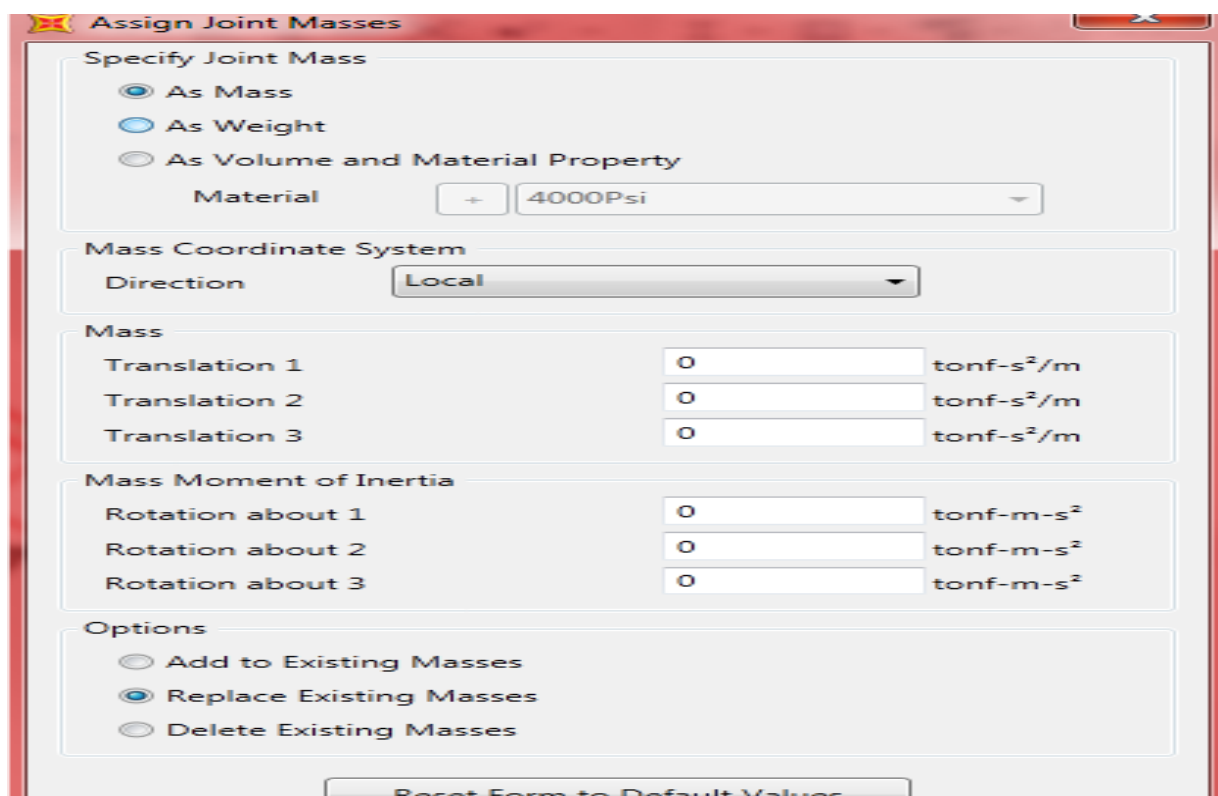 Assign Joint Masses
Specify Joint Mass
As Mass
As Weight
As Volume and Material Property
Material + 4000Psi
Mass Coordinate System
Direction Local
Mass
Translation 1 0 tonf-s²/m
Translation 2 0 tonf-s²/m
Translation 3 0 tonf-s²/m
Mass Moment of Inertia
Rotation about 1 0 tonf-m-s²
Rotation about 2 0 tonf-m-s²
Rotation about 3 0 tonf-m-s²
Options
Add to Existing Masses
Replace Existing Masses
Delete Existing Masses
Reset Form to Default Values